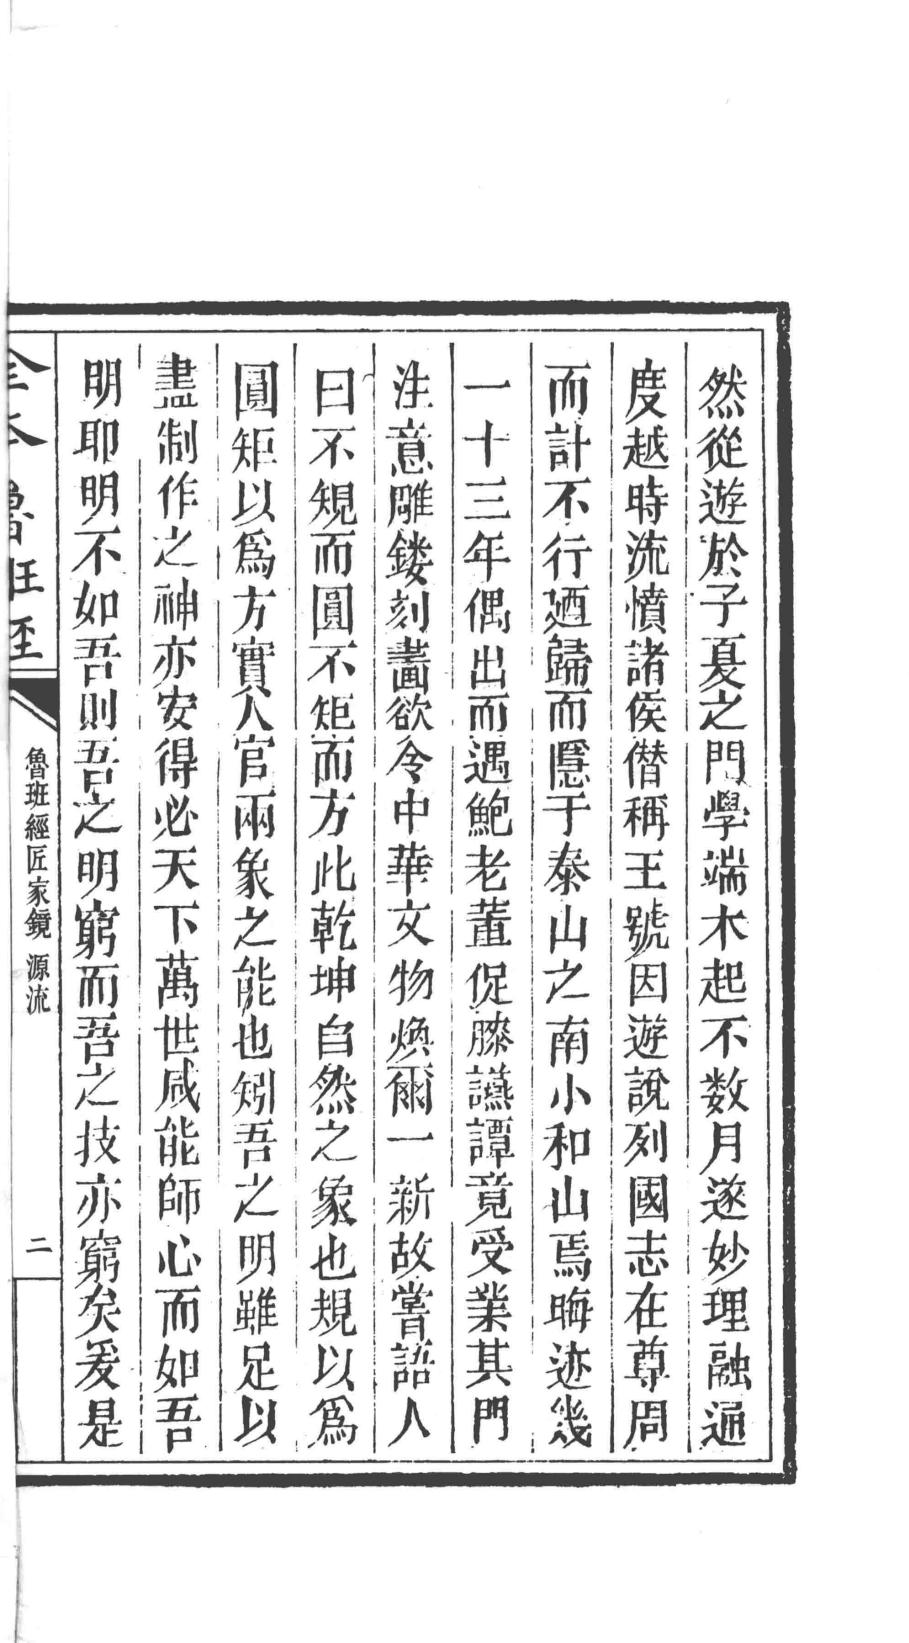 然從遊於子夏之門學端木起不数月遂妙理融通
度越時流憤諸侯僭稱王號因遊說列國志在尊周
而計不行廼歸而隱于泰山之南小和山焉晦迹幾
一十三年偶出而遇鮑老董促膝讌譚竟受業其門
注意雕鏤刻畵欲令中華文物煥爾一新故嘗語人
曰不規而圓不矩而方此乾坤自然之象也規以爲
圓矩以爲方實人官兩象之能也矧吾之明雖足以
盡制作之神亦安得必天下萬世咸能師心而如吾
明耶明不如吾則吾之明窮而吾之技亦窮矣爰是
魯班經
魯班經匠家鏡 源流
二